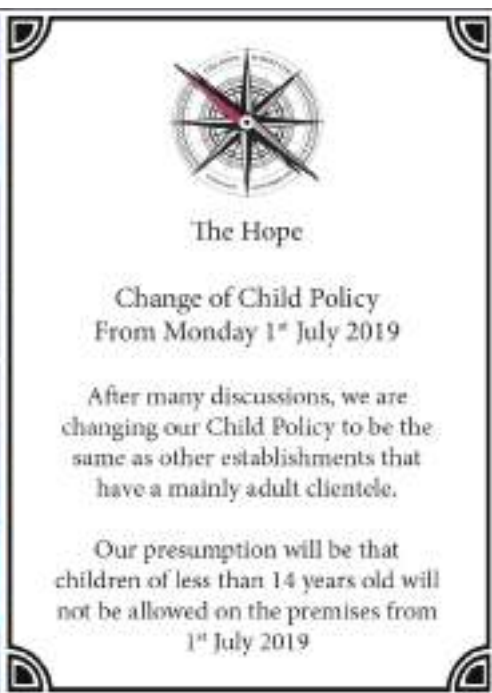 The Hope
Change of Child Policy
From Monday 1st July 2019
After many discussions, we are
changing our Child Policy to be the
same as other establishments that
have a mainly adult clientele.
Our presumption will be that
children of less than 14 years old will
not be allowed on the premises from
1st July 2019